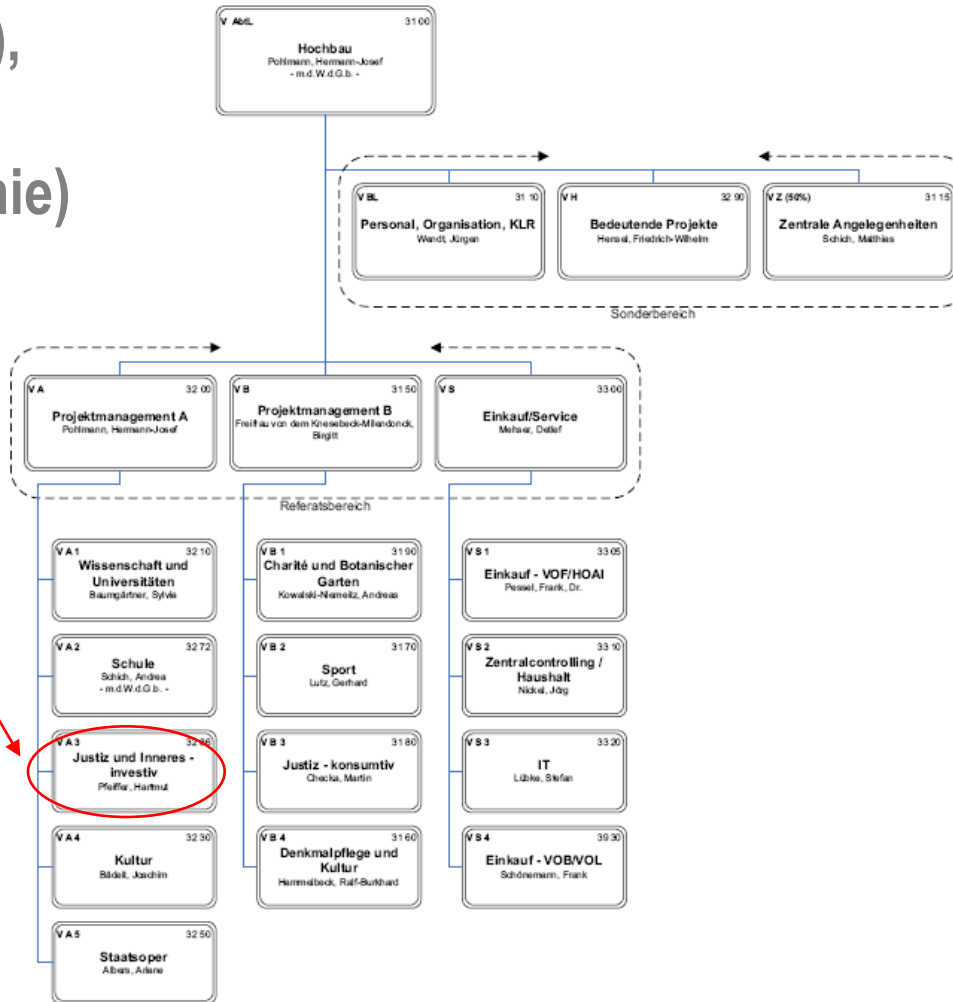 ),
nie)
V AbtL 31 00
Hochbau
Pohlmann, Hermann-Josef
- m.d.W.d.G.b. -
V BL 31 10
Personal, Organisation, KLR
Wendt, Jürgen
V H 32 90
Bedeutende Projekte
Hensel, Friedrich-Wilhelm
V Z (50%) 31 15
Zentrale Angelegenheiten
Schich, Matthias
Sonderbereich
V A 32 00
Projektmanagement A
Pohlmann, Hermann-Josef
V B 31 50
Projektmanagement B
Freifrau von dem Knesebeck-Milendonck,
Birgitt
V S 33 00
Einkauf/Service
Mehser, Detlef
Referatsbereich
V A 1 32 10
Wissenschaft und
Universitäten
Baumgärtner, Sylvia
V A 2 32 72
Schule
Schich, Andrea
- m.d.W.d.G.b. -
V A 3 32 36
Justiz und Inneres -
investiv
Pfeiffer, Hartmut
V A 4 32 30
Kultur
Bädelt, Joachim
V A 5 32 50
Staatsoper
Albers, Ariane
V B 1 31 90
Charité und Botanischer
Garten
Kowalski-Niemeitz, Andreas
V B 2 31 70
Sport
Lutz, Gerhard
V B 3 31 80
Justiz - konsumtiv
Checka, Martin
V B 4 31 60
Denkmalpflege und
Kultur
Hammelbeck, Ralf-Burkhard
V S 1 33 05
Einkauf - VOF/HOAI
Pessel, Frank, Dr.
V S 2 33 10
Zentralcontrolling /
Haushalt
Nickel, Jörg
V S 3 33 20
IT
Lübke, Stefan
V S 4 39 30
Einkauf - VOB/VOL
Schönemann, Frank